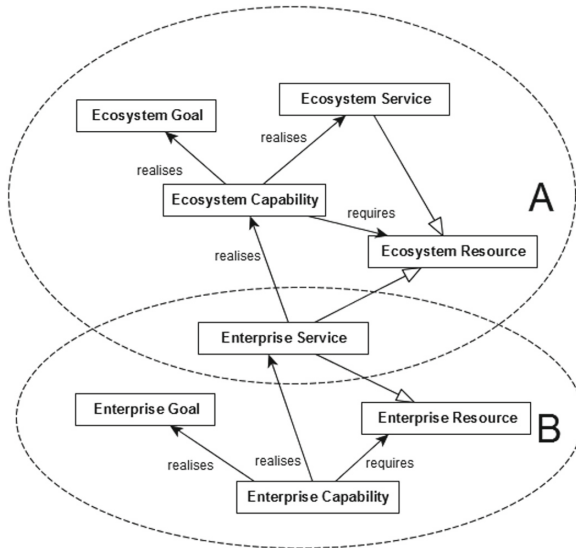 Ecosystem Service
Ecosystem Goal
realises
realises
Ecosystem Capability
A
requires
Ecosystem Resource
realises
Enterprise Service
Enterprise Goal
Enterprise Resource
B
realises
realises
requires
Enterprise Capability